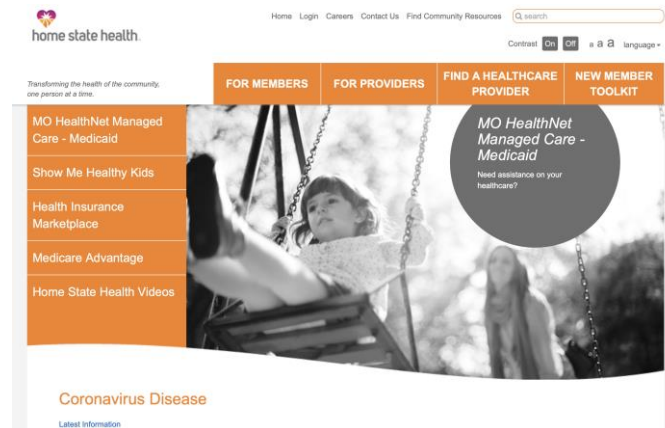 home state health.
Home Login Careers Contact Us Find Community Resources search
Contrast On Off a a a language
Transforming the health of the community,
one person at a time.
FOR MEMBERS
FOR PROVIDERS
FIND A HEALTHCARE
PROVIDER
NEW MEMBER
TOOLKIT
MO HealthNet Managed
Care - Medicaid
Show Me Healthy Kids
Health Insurance
Marketplace
Medicare Advantage
Home State Health Videos
MO HealthNet
Managed Care -
Medicaid
Need assistance on your
healthcare?
Coronavirus Disease
Latest Information